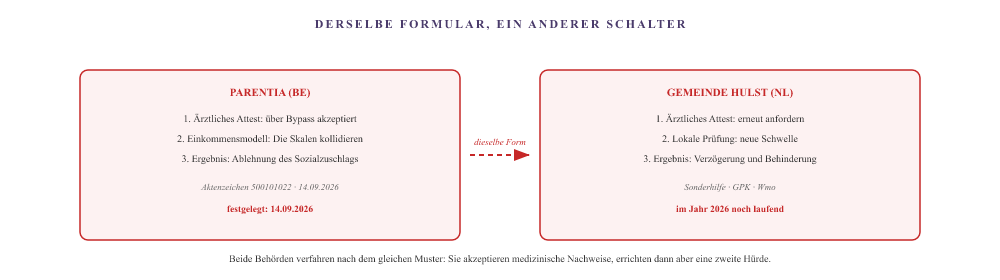 DERSELBE FORMULAR, EIN ANDERER SCHALTER
PARENTIA (BE)
1. Ärztliches Attest: über Bypass akzeptiert
2. Einkommensmodell: Die Skalen kollidieren
3. Ergebnis: Ablehnung des Sozialzuschlags
Aktenzeichen 500101022 · 14.09.2026
festgelegt: 14.09.2026
dieselbe Form
GEMEINDE HULST (NL)
1. Ärztliches Attest: erneut anfordern
2. Lokale Prüfung: neue Schwelle
3. Ergebnis: Verzögerung und Behinderung
Sonderhilfe · GPK · Wmo
im Jahr 2026 noch laufend
Beide Behörden verfahren nach dem gleichen Muster: Sie akzeptieren medizinische Nachweise, errichten dann aber eine zweite Hürde.